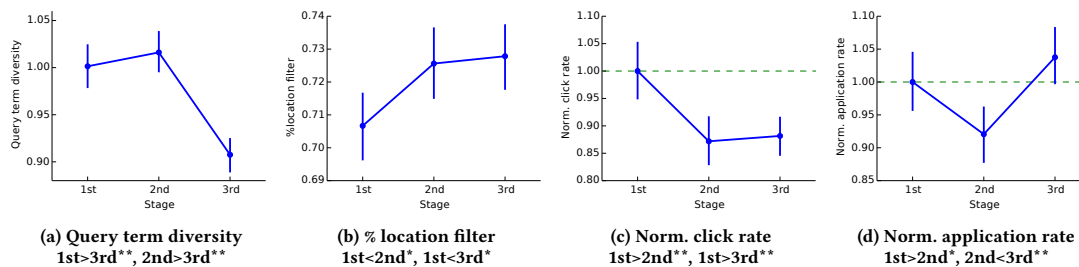 1.05
1.00
0.95
0.90
Query term diversity
1st 2nd 3rd
Stage
(a) Query term diversity
1st>3rd**, 2nd>3rd**
0.74
0.73
0.72
0.71
0.70
0.69
%location filter
1st 2nd 3rd
Stage
(b) % location filter
1st<2nd*, 1st<3rd*
1.10
1.05
1.00
0.95
0.90
0.85
0.80
Norm. click rate
1st 2nd 3rd
Stage
(c) Norm. click rate
1st>2nd**, 1st>3rd**
1.10
1.05
1.00
0.95
0.90
0.85
Norm. application rate
1st 2nd 3rd
Stage
(d) Norm. application rate
1st>2nd*, 2nd<3rd**